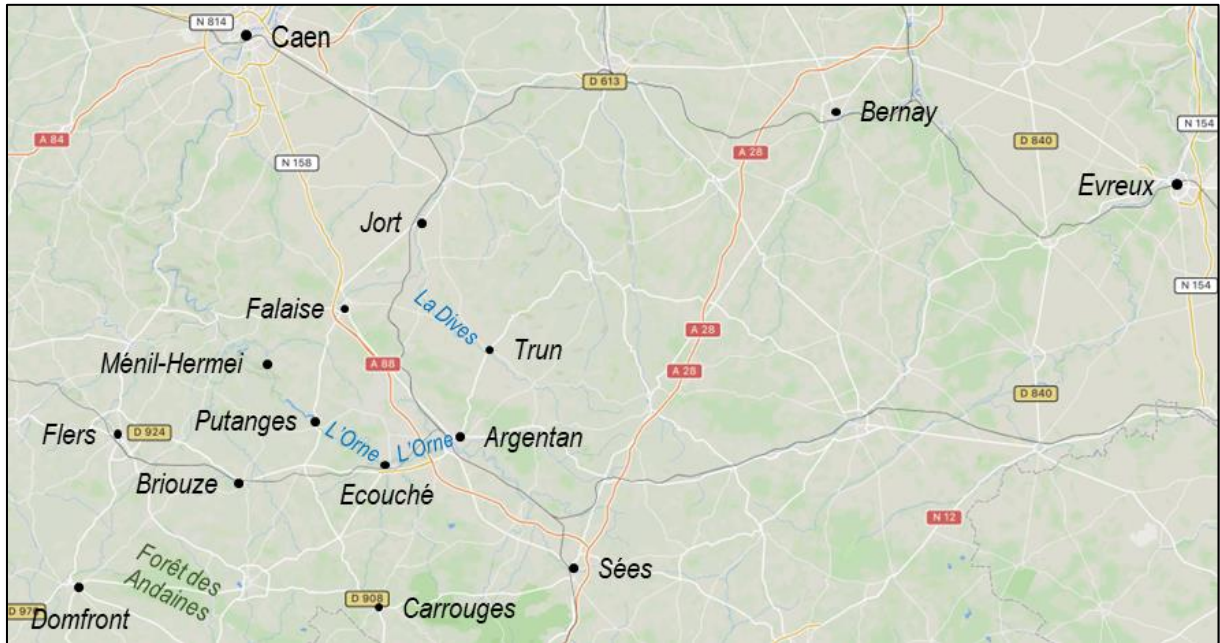 N 814
Caen
D 613
Bernay
A 84
N 154
D 840
A 28
N 158
Evreux
Jort
N 154
Falaise
La Dives
A 28
Trun
Ménil-Hermei
A 88
A 28
D 840
Putanges
Flers
D 924
L'Orne
L'Orne
Argentan
Briouze
Ecouché
N 12
Forêt des
Andaines
Sées
D 908
Carrouges
Domfront